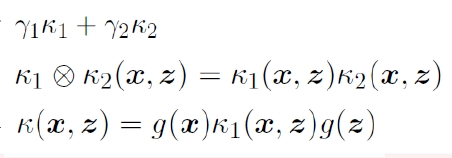 γ₁κ₁ + γ₂κ₂
κ₁ ⊗ κ₂(x, z) = κ₁(x, z)κ₂(x, z)
κ(x, z) = g(x)κ₁(x, z)g(z)